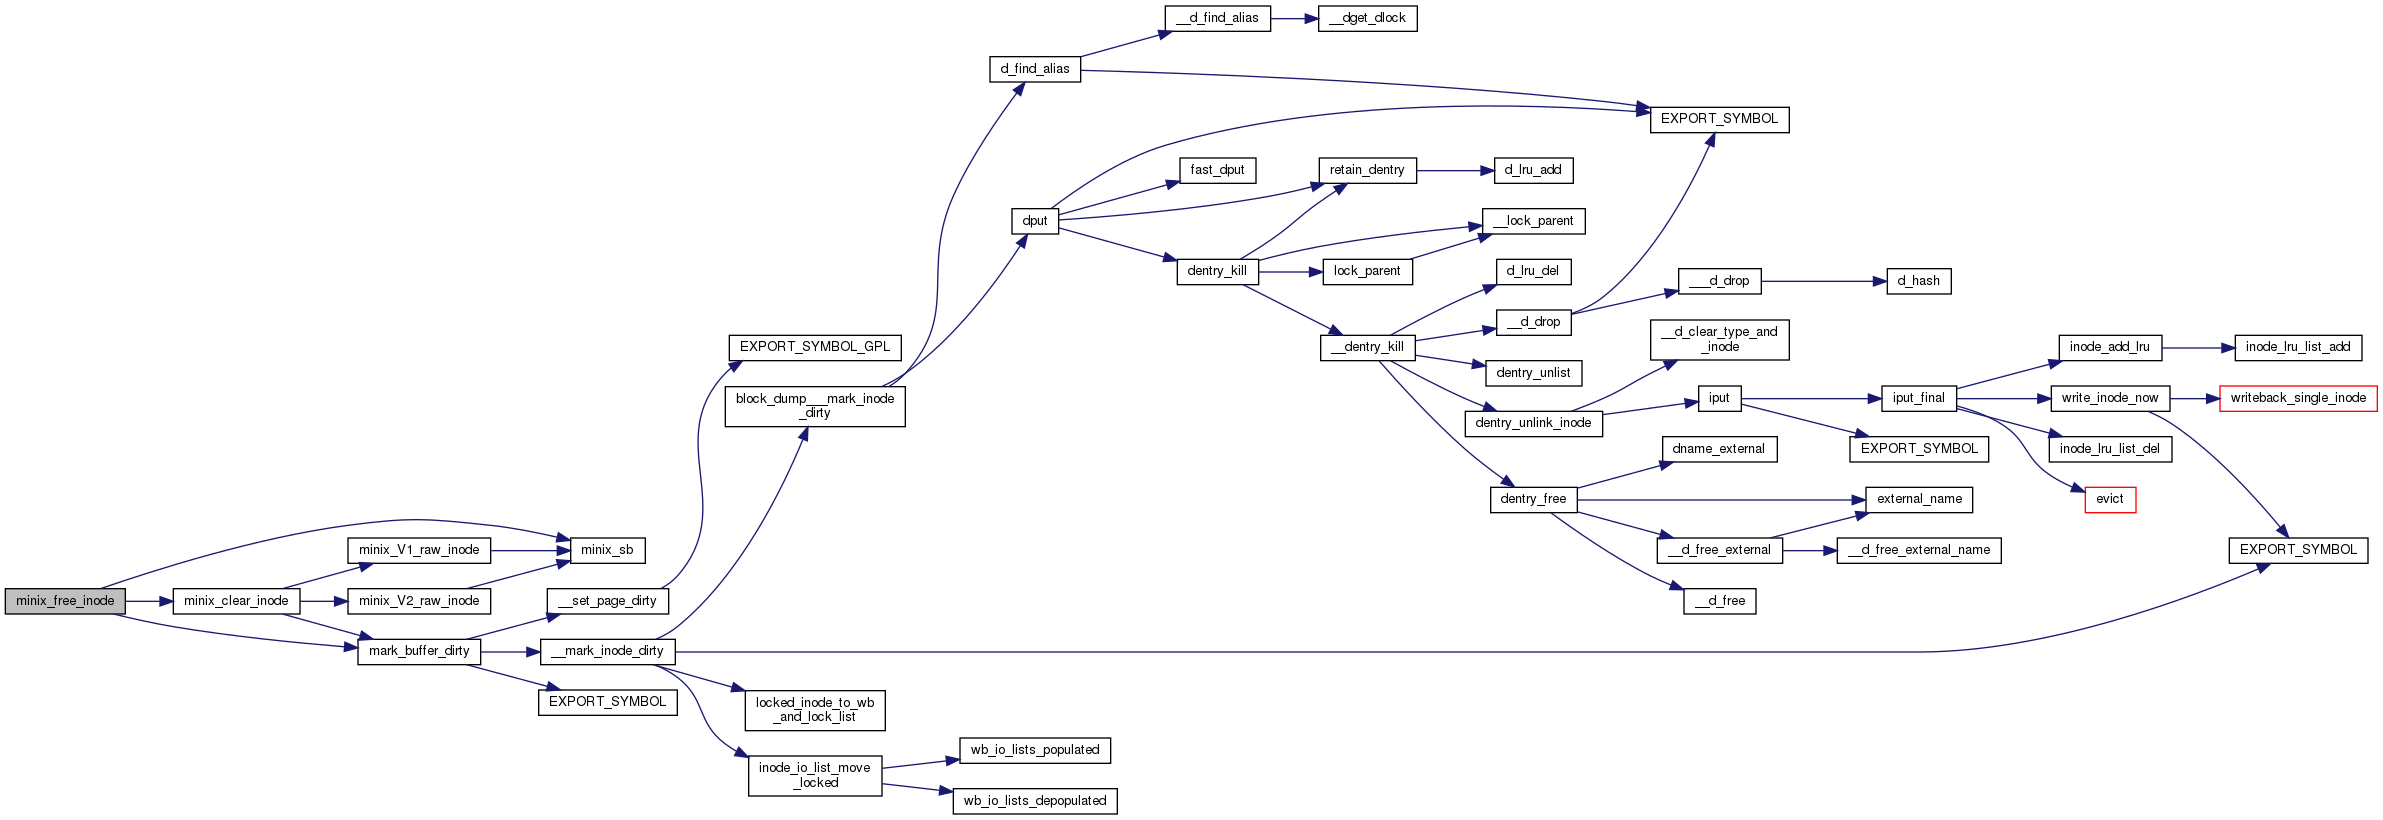 __d_find_alias
__dget_dlock
d_find_alias
EXPORT_SYMBOL
fast_dput
retain_dentry
d_lru_add
dput
__lock_parent
dentry_kill
lock_parent
d_lru_del
___d_drop
d_hash
__d_drop
__d_clear_type_and
_inode
EXPORT_SYMBOL_GPL
__dentry_kill
inode_add_lru
inode_lru_list_add
dentry_unlist
block_dump___mark_inode
_dirty
iput
iput_final
write_inode_now
writeback_single_inode
dentry_unlink_inode
dname_external
EXPORT_SYMBOL
inode_lru_list_del
dentry_free
external_name
evict
minix_V1_raw_inode
minix_sb
__d_free_external
__d_free_external_name
EXPORT_SYMBOL
minix_free_inode
minix_clear_inode
minix_V2_raw_inode
__set_page_dirty
__d_free
mark_buffer_dirty
__mark_inode_dirty
EXPORT_SYMBOL
locked_inode_to_wb
_and_lock_list
wb_io_lists_populated
inode_io_list_move
_locked
wb_io_lists_depopulated